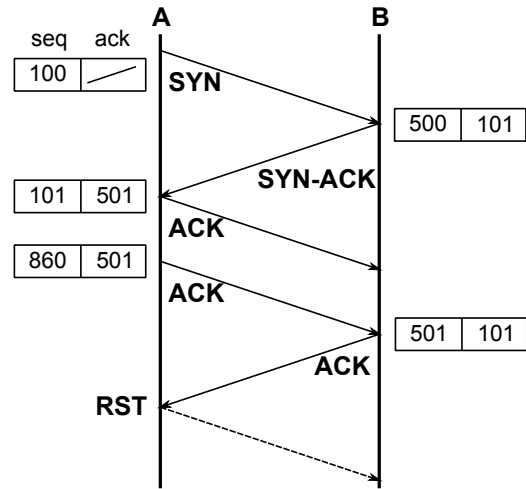 A B
seq ack
100
SYN
500 101
SYN-ACK
101 501
ACK
860 501
ACK
501 101
ACK
RST